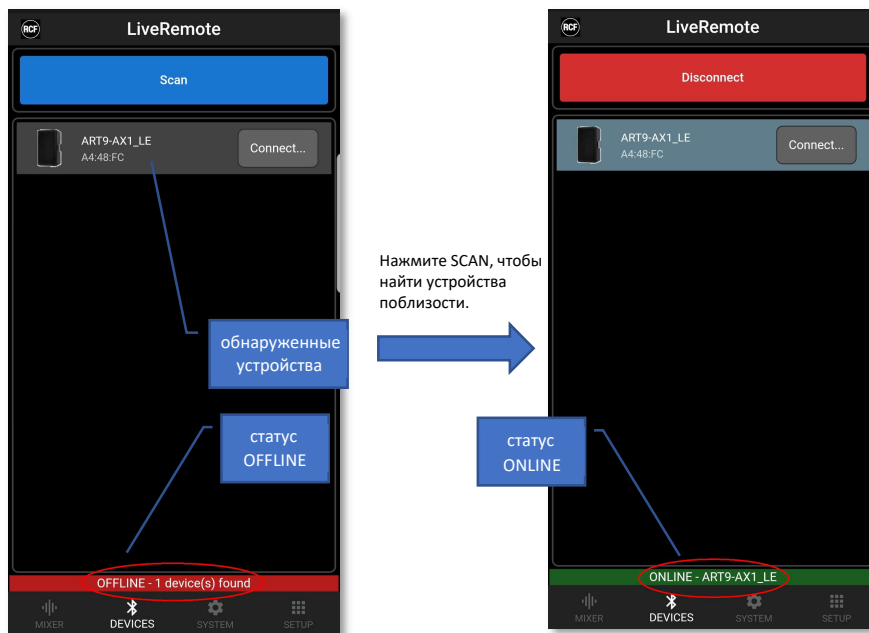 RCF
LiveRemote
Scan
ART9-AX1_LE
A4:48:FC
Connect...
обнаруженные
устройства
статус
OFFLINE
OFFLINE - 1 device(s) found
MIXER
DEVICES
SYSTEM
SETUP
Нажмите SCAN, чтобы
найти устройства
поблизости.
RCF
LiveRemote
Disconnect
ART9-AX1_LE
A4:48:FC
Connect...
статус
ONLINE
ONLINE - ART9-AX1_LE
MIXER
DEVICES
SYSTEM
SETUP